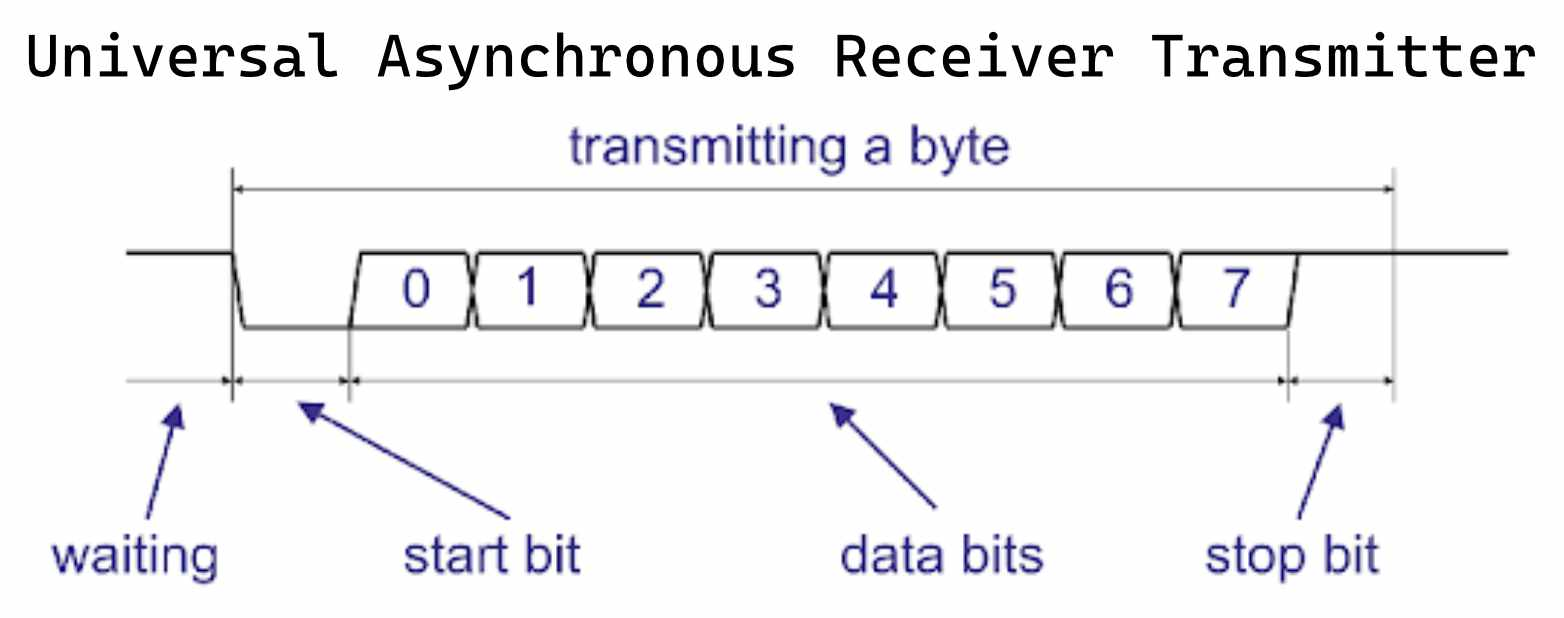 Universal Asynchronous Receiver Transmitter
transmitting a byte
0 1 2 3 4 5 6 7
waiting start bit data bits stop bit